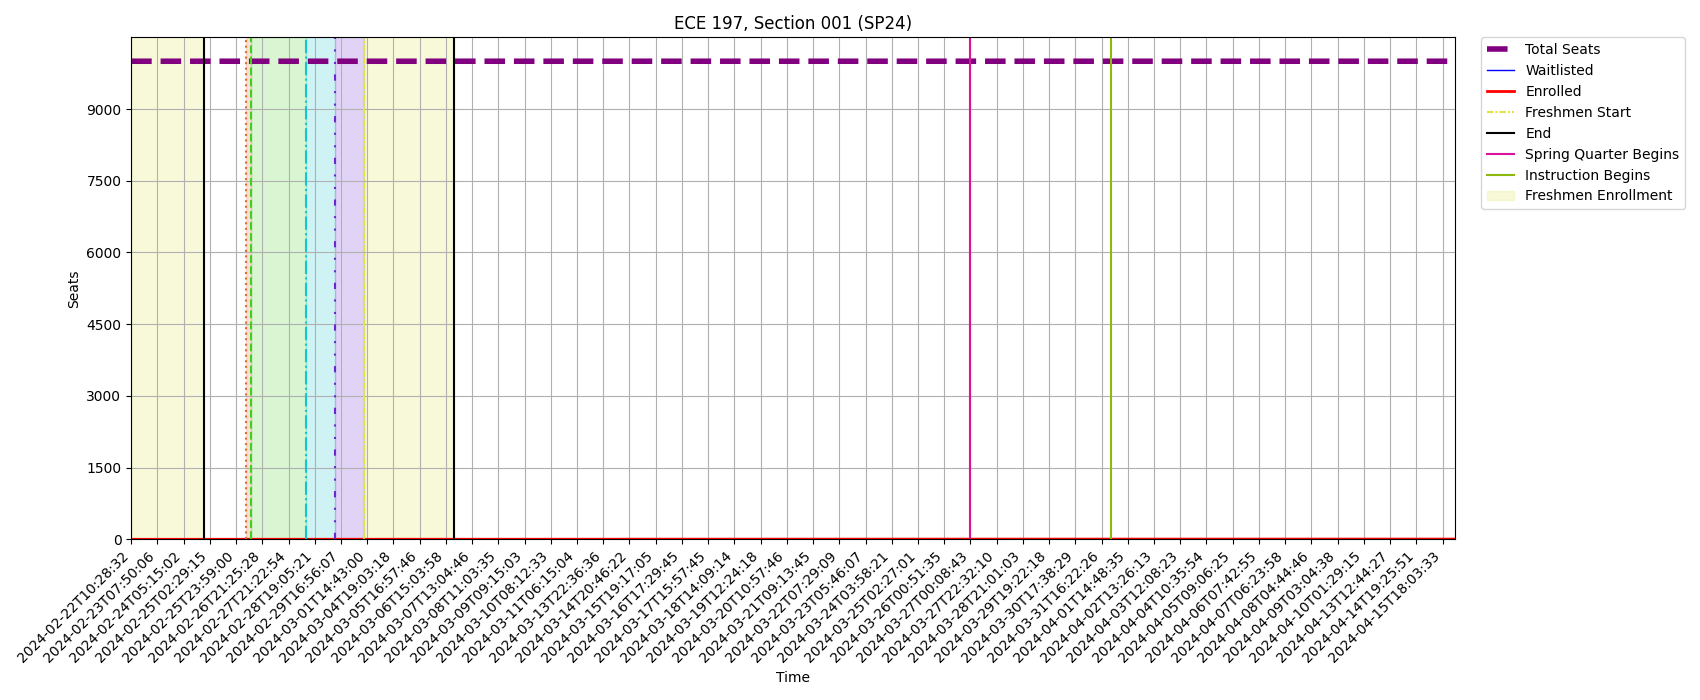 ECE 197, Section 001 (SP24)
Total Seats
Waitlisted
Enrolled
Freshmen Start
End
Spring Quarter Begins
Instruction Begins
Freshmen Enrollment
Seats
9000
7500
6000
4500
3000
1500
0
2024-02-22T10:28:32
2024-02-23T07:50:06
2024-02-24T05:15:02
2024-02-25T02:29:15
2024-02-25T23:59:00
2024-02-26T21:25:28
2024-02-27T21:22:54
2024-02-28T19:05:21
2024-02-29T16:56:07
2024-03-01T14:43:00
2024-03-04T19:03:18
2024-03-05T16:57:46
2024-03-06T15:03:58
2024-03-07T13:04:46
2024-03-08T11:03:35
2024-03-09T09:15:03
2024-03-10T08:12:33
2024-03-11T06:15:04
2024-03-13T22:36:36
2024-03-14T20:46:22
2024-03-15T19:17:05
2024-03-16T17:29:45
2024-03-17T15:57:45
2024-03-18T14:09:14
2024-03-19T12:24:18
2024-03-20T10:57:46
2024-03-21T09:13:45
2024-03-22T07:29:09
2024-03-23T05:46:07
2024-03-24T03:58:21
2024-03-25T02:27:01
2024-03-26T00:51:35
2024-03-27T00:08:43
2024-03-27T22:32:10
2024-03-28T21:01:03
2024-03-29T19:22:18
2024-03-30T17:38:29
2024-03-31T16:22:26
2024-04-01T14:48:35
2024-04-02T13:26:13
2024-04-03T12:08:23
2024-04-04T10:35:54
2024-04-05T09:06:25
2024-04-06T07:42:55
2024-04-07T06:23:58
2024-04-08T04:44:46
2024-04-09T03:04:38
2024-04-10T01:29:15
2024-04-13T12:44:27
2024-04-14T19:25:51
2024-04-15T18:03:33
Time